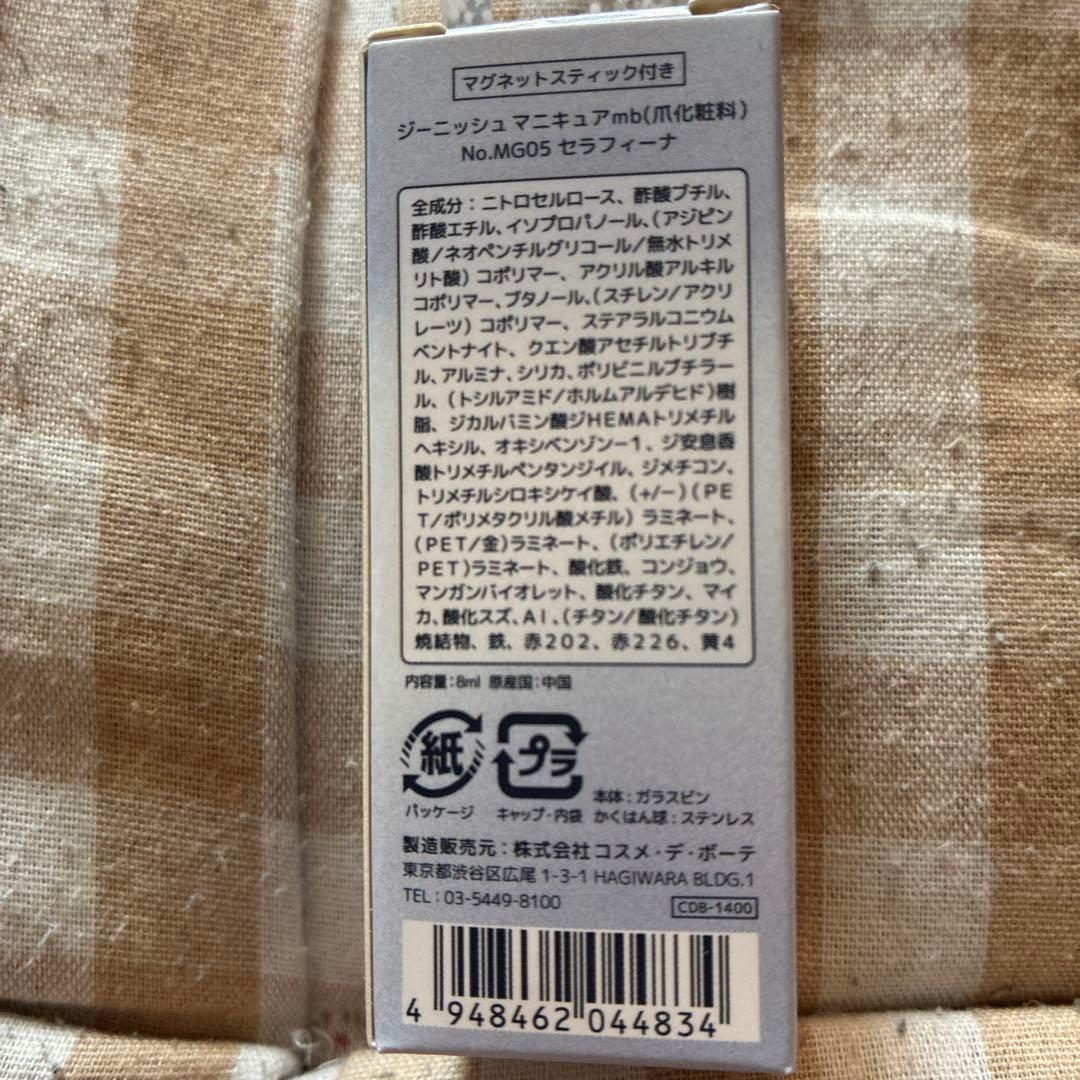 マグネットスティック付き
ジーニッシュ マニキュアmb(爪化粧料)
No.MG05 セラフィーナ
全成分：ニトロセルロース、酢酸ブチル、
酢酸エチル、イソプロパノール、(アジピン
酸/ネオペンチルグリコール/無水トリメ
リト酸)コポリマー、アクリル酸アルキル
コポリマー、ブタノール、(スチレン/アクリ
レーツ)コポリマー、ステアラルコニウム
ベントナイト、クエン酸アセチルトリブチ
ル、アルミナ、シリカ、ポリビニルブチラー
ル、(トシルアミド/ホルムアルデヒド)樹
脂、ジカルバミン酸ジHEMAトリメチル
ヘキシル、オキシベンゾン-1、ジ安息香
酸トリメチルペンタンジイル、ジメチコン、
トリメチルシロキシケイ酸、(+/-)(PE
T/ポリメタクリル酸メチル)ラミネート、
(PET/金)ラミネート、(ポリエチレン/
PET)ラミネート、酸化鉄、コンジョウ、
マンガンバイオレット、酸化チタン、マイ
カ、酸化スズ、Al、(チタン/酸化チタン)
焼結物、鉄、赤202、赤226、黄4
内容量：8ml 原産国：中国
紙 プラ
パッケージ キャップ・内袋
本体：ガラスビン
かくはん球：ステンレス
製造販売元：株式会社コスメ・デ・ボーテ
東京都渋谷区広尾 1-3-1 HAGIWARA BLDG.1
TEL：03-5449-8100 CDB-1400
4 948462 044834